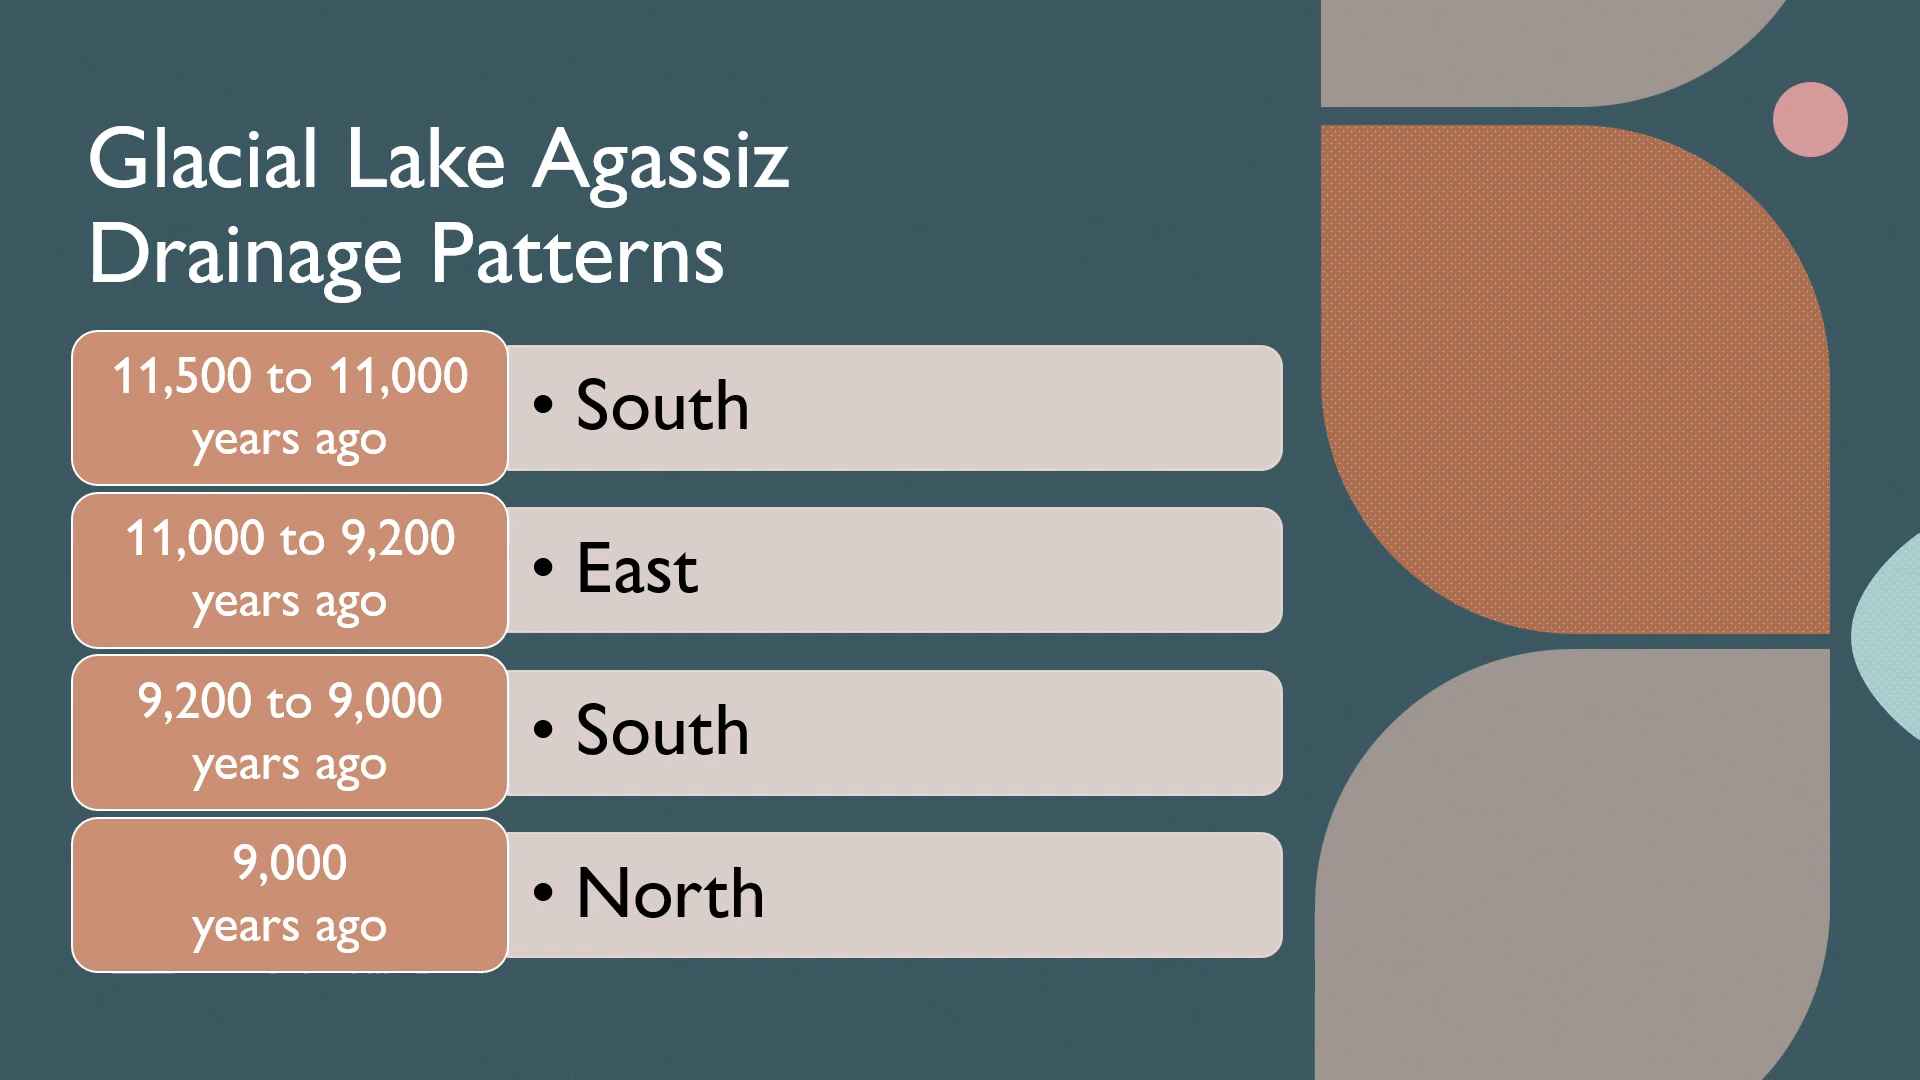 Glacial Lake Agassiz
Drainage Patterns
11,500 to 11,000
years ago
• South
11,000 to 9,200
years ago
• East
9,200 to 9,000
years ago
• South
9,000
years ago
• North